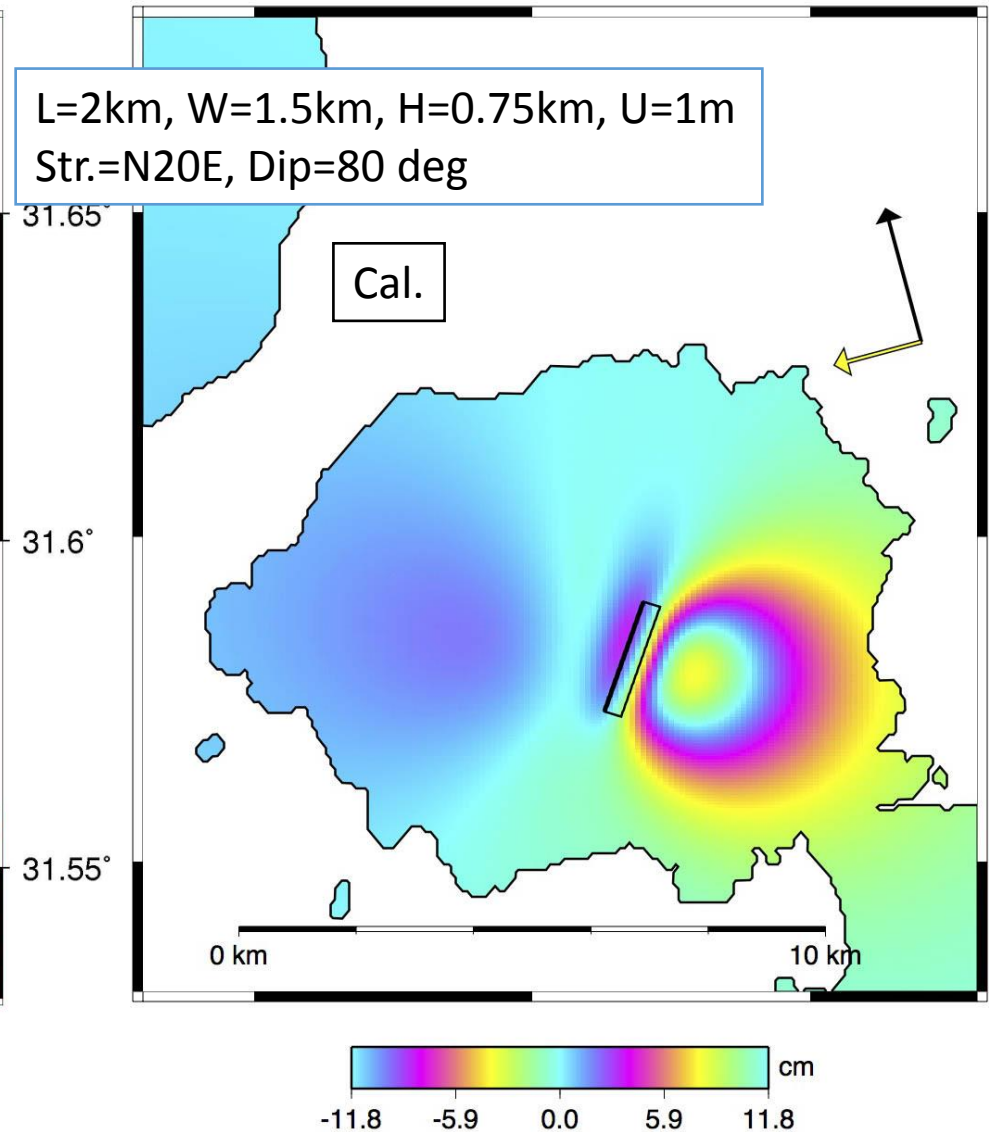 L=2km, W=1.5km, H=0.75km, U=1m
Str.=N20E, Dip=80 deg
31.65°
Cal.
31.6°
31.55°
0 km 10 km
cm
-11.8 -5.9 0.0 5.9 11.8